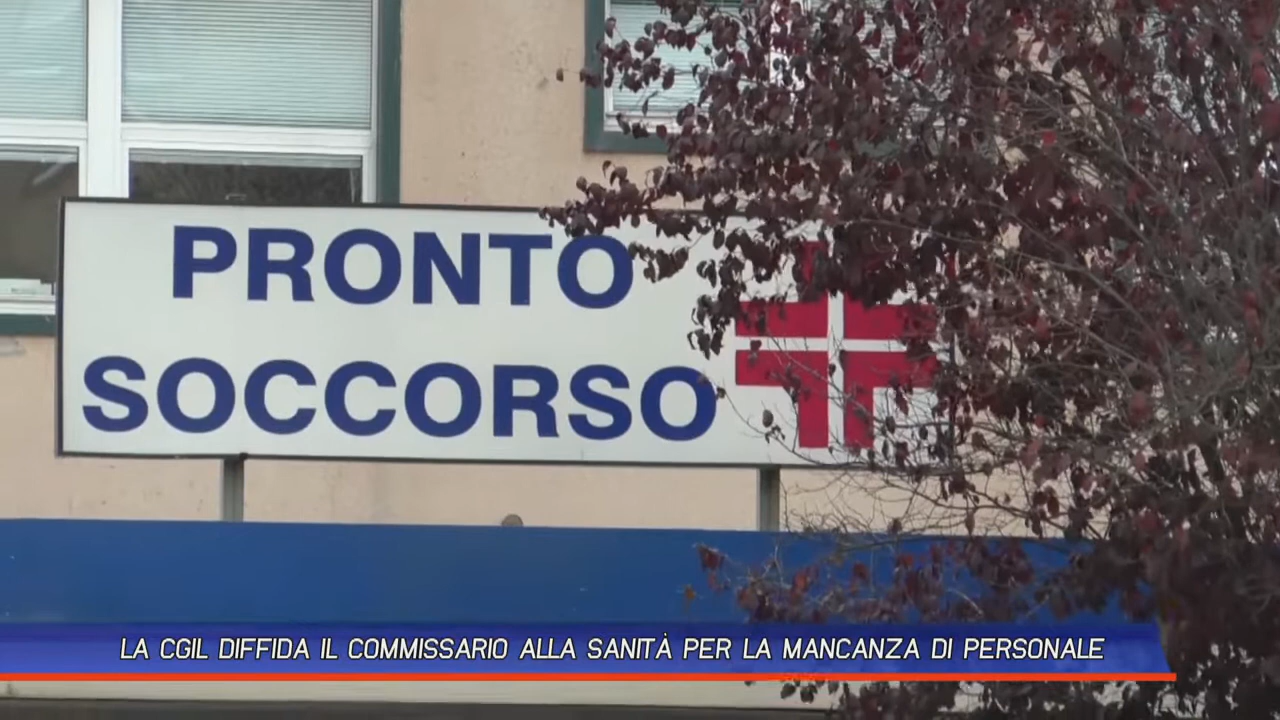 PRONTO
SOCCORSO
LA CGIL DIFFIDA IL COMMISSARIO ALLA SANITÀ PER LA MANCANZA DI PERSONALE